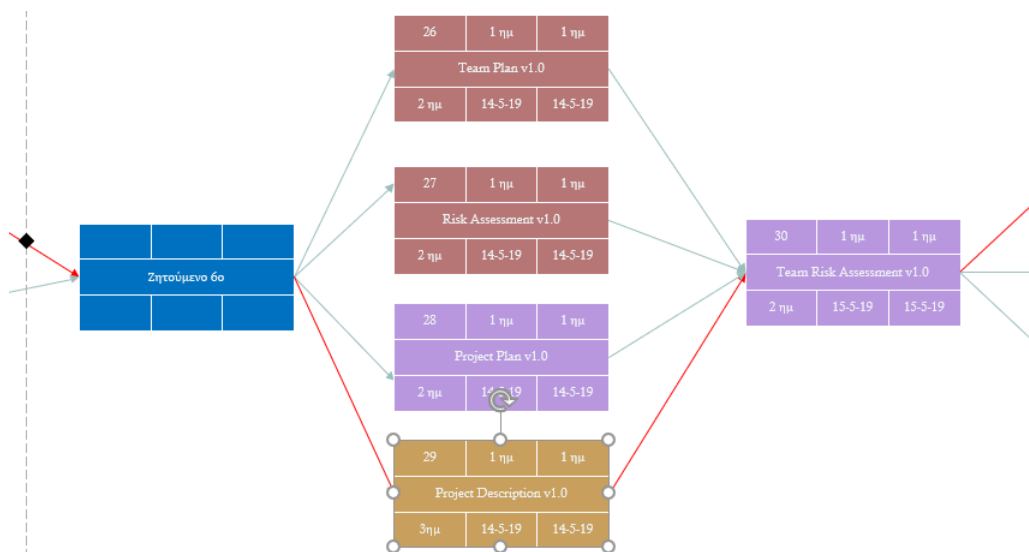 26 1 ημ 1 ημ
Team Plan v1.0
2 ημ 14-5-19 14-5-19
27 1 ημ 1 ημ
Risk Assessment v1.0
2 ημ 14-5-19 14-5-19
Ζητούμενο 6ο
28 1 ημ 1 ημ
Project Plan v1.0
2 ημ 14-5-19 14-5-19
29 1 ημ 1 ημ
Project Description v1.0
3ημ 14-5-19 14-5-19
30 1 ημ 1 ημ
Team Risk Assessment v1.0
2 ημ 15-5-19 15-5-19